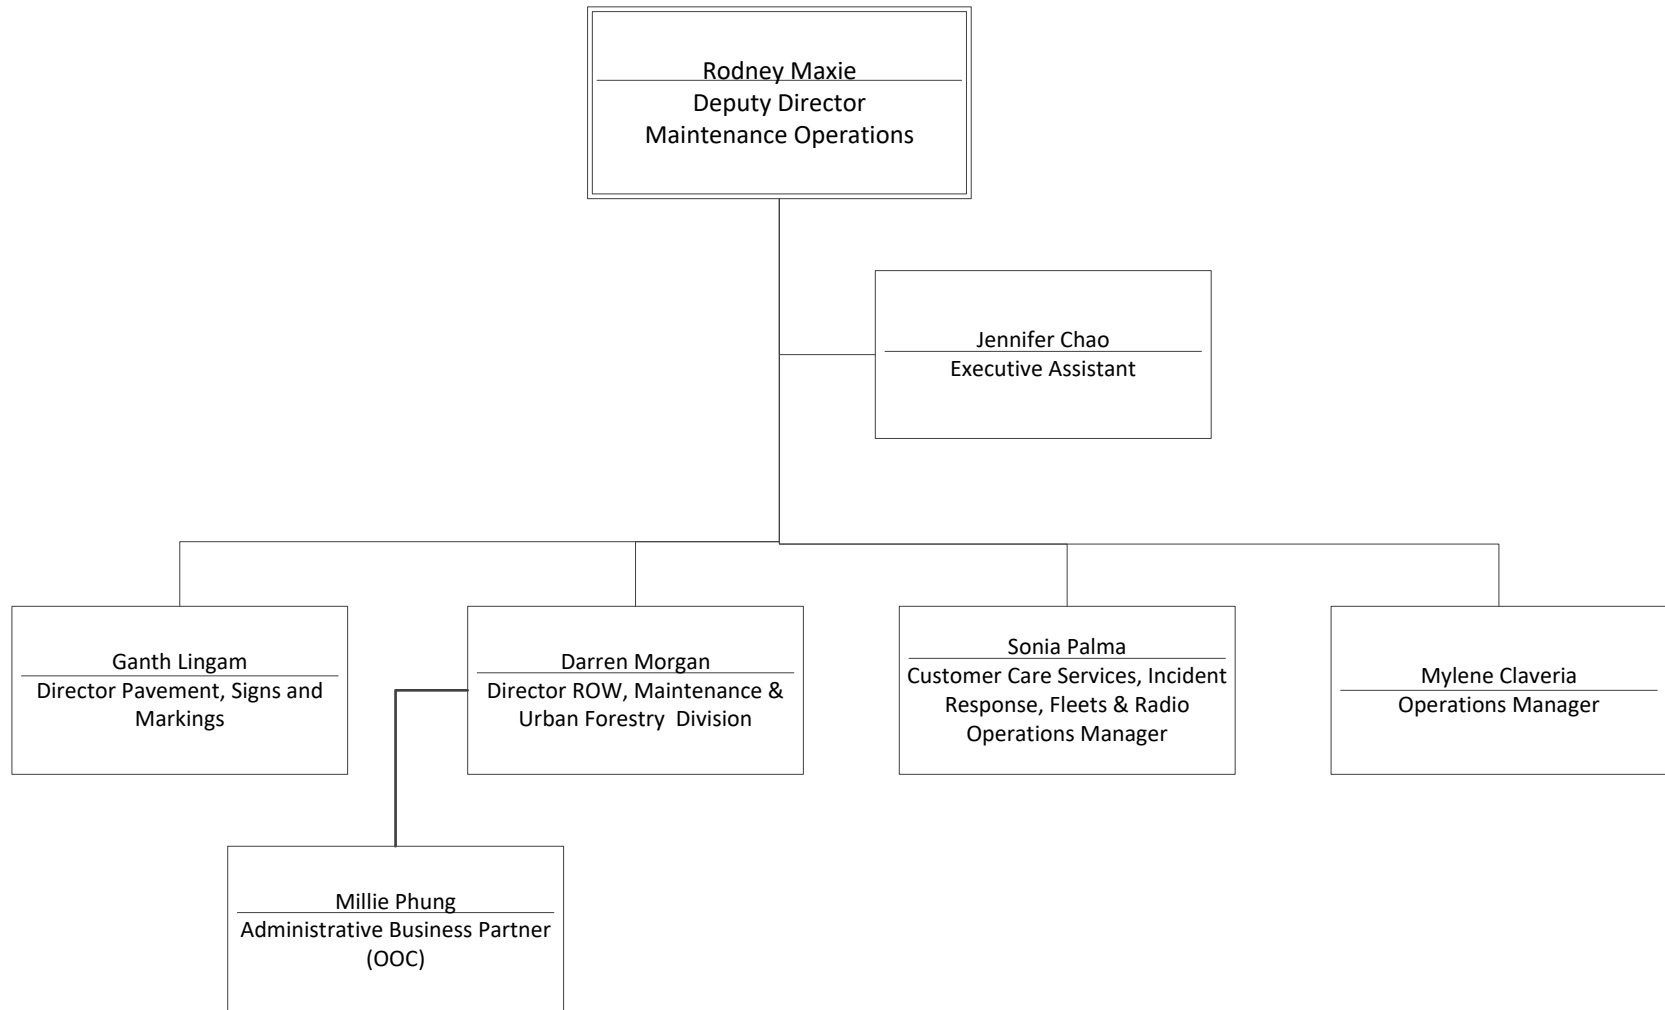 Rodney Maxie
Deputy Director
Maintenance Operations
Jennifer Chao
Executive Assistant
Ganth Lingam
Director Pavement, Signs and
Markings
Darren Morgan
Director ROW, Maintenance &
Urban Forestry  Division
Sonia Palma
Customer Care Services, Incident
Response, Fleets & Radio
Operations Manager
Mylene Claveria
Operations Manager
Millie Phung
Administrative Business Partner
(OOC)